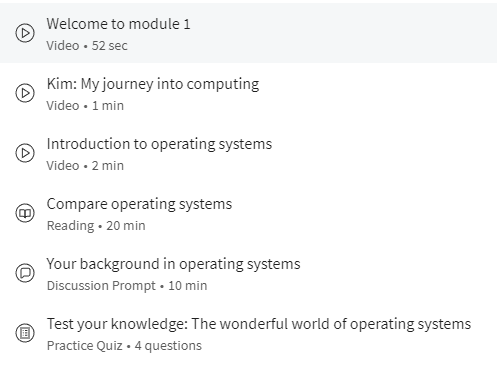 Welcome to module 1
Video • 52 sec
Kim: My journey into computing
Video • 1 min
Introduction to operating systems
Video • 2 min
Compare operating systems
Reading • 20 min
Your background in operating systems
Discussion Prompt • 10 min
Test your knowledge: The wonderful world of operating systems
Practice Quiz • 4 questions